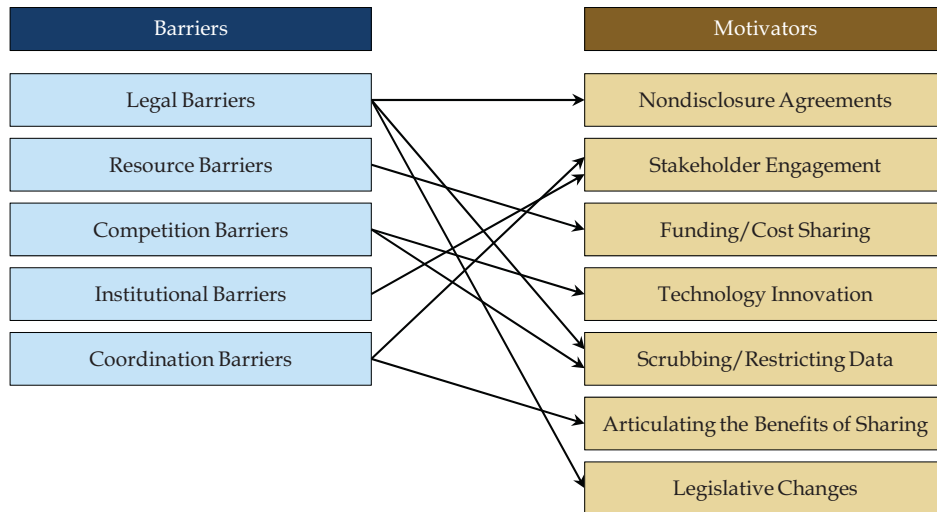 Barriers
Motivators
Legal Barriers
Nondisclosure Agreements
Resource Barriers
Stakeholder Engagement
Competition Barriers
Funding/Cost Sharing
Institutional Barriers
Technology Innovation
Coordination Barriers
Scrubbing/Restricting Data
Articulating the Benefits of Sharing
Legislative Changes